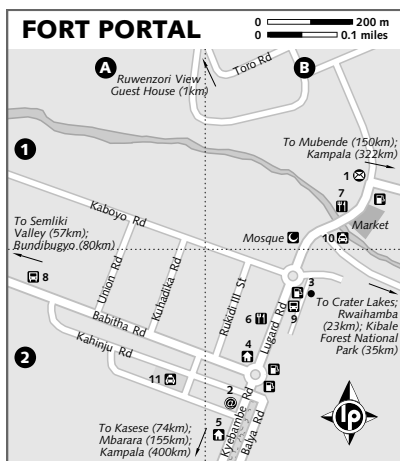 FORT PORTAL
0 200 m
0 0.1 miles
A
B
Toro Rd
Ruwenzori View
Guest House (1km)
To Mubende (150km);
Kampala (322km)
1
1
7
Kaboyo Rd
Market
Mosque
10
To Semliki
Valley (57km);
Bundibugyo (80km)
8
Union Rd
Kuhadika Rd
Rukidi III St
3
9
To Crater Lakes;
Rwaihamba
(23km); Kibale
Forest National
Park (35km)
Babitha Rd
6
Lugard Rd
2
Kahinju Rd
4
11
2
@
To Kasese (74km);
Mbarara (155km);
Kampala (400km)
5
Kyebambe Rd
Balya Rd
lp